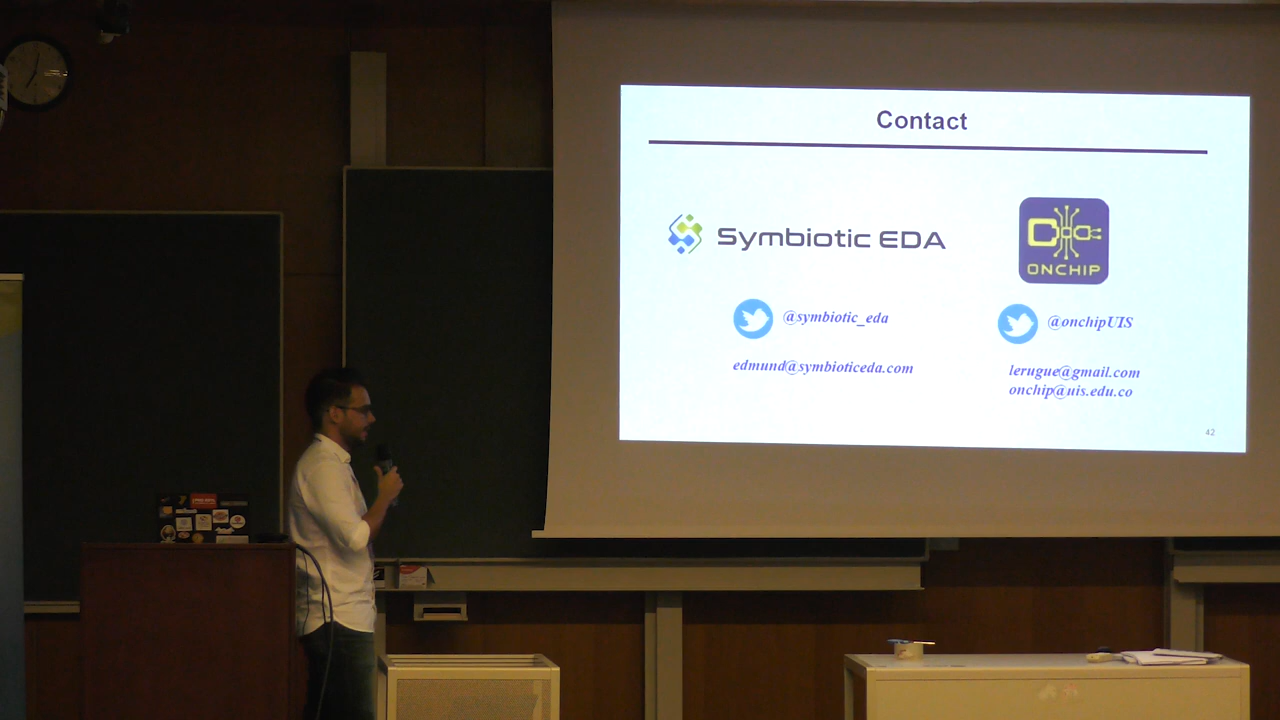 Contact
Symbiotic EDA
ONCHIP
@symbiotic_eda
@onchipUIS
edmund@symbioticeda.com
lerugue@gmail.com
onchip@uis.edu.co
42